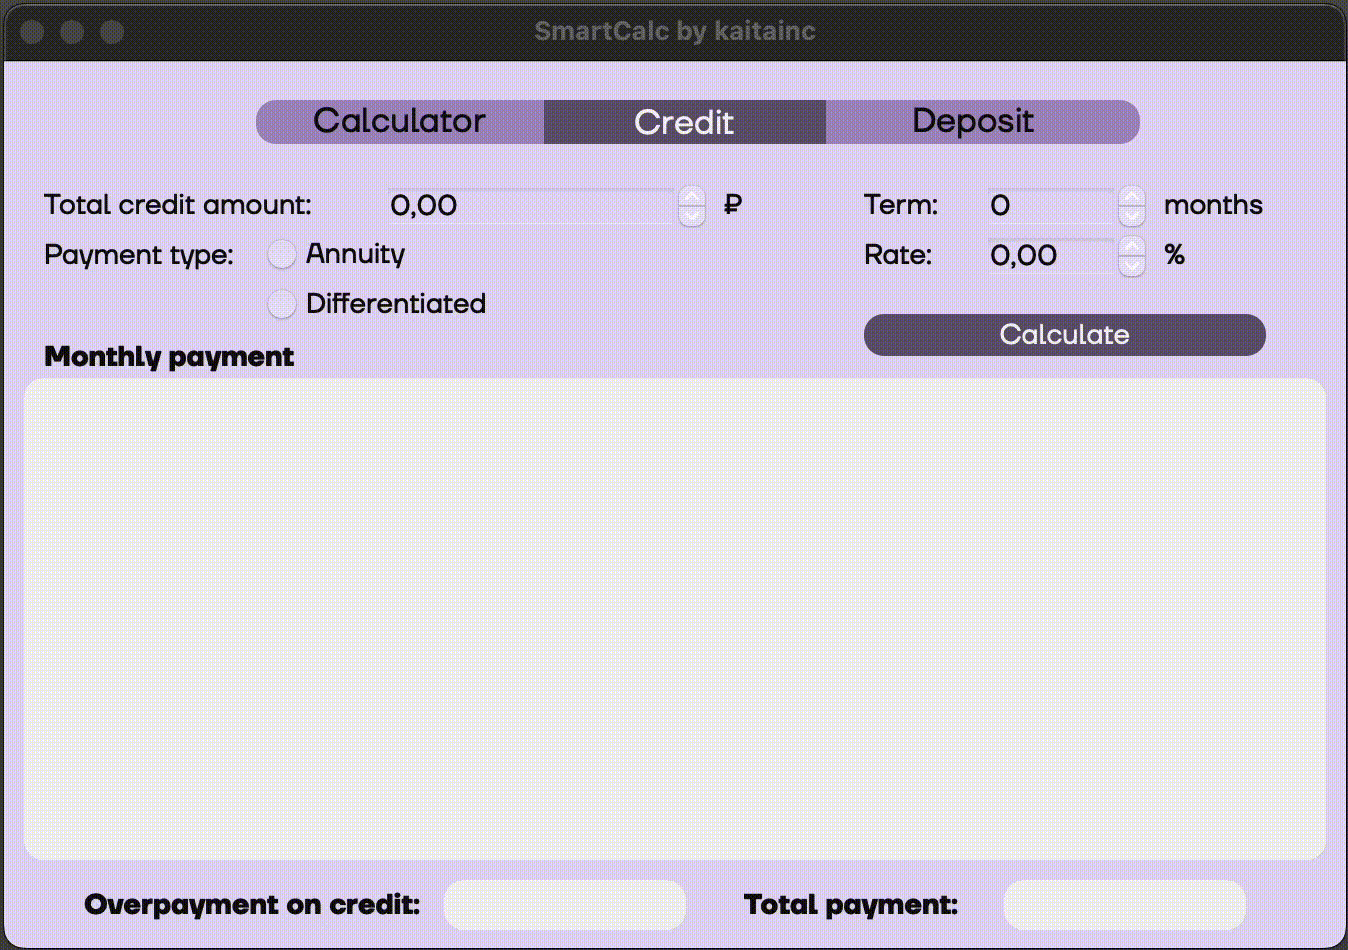 SmartCalc by kaitainc
Calculator Credit Deposit
Total credit amount: 0,00 ₽ Term: 0 months
Payment type: Annuity Rate: 0,00 %
Differentiated
Calculate
Monthly payment
Overpayment on credit: Total payment: